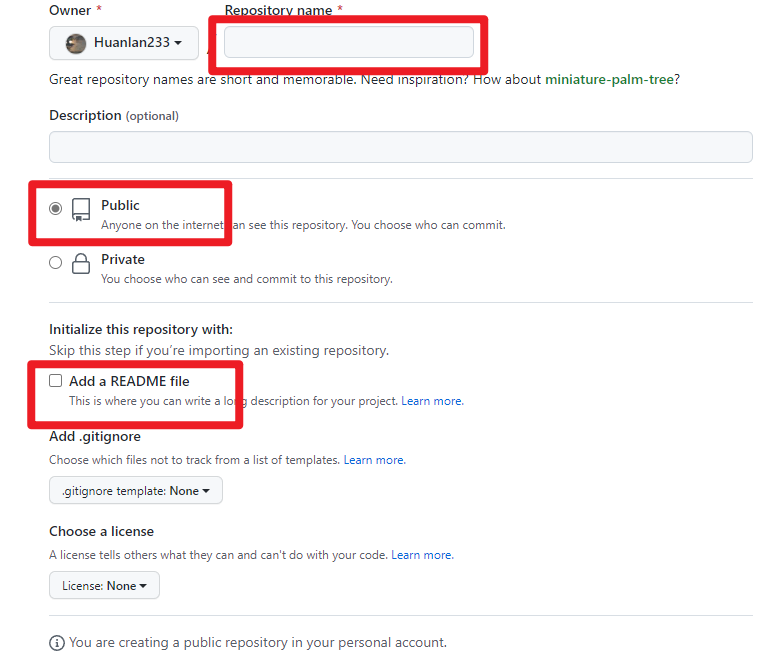 Owner * Repository name *
Huanlan233 /
Great repository names are short and memorable. Need inspiration? How about miniature-palm-tree?
Description (optional)
Public
Anyone on the internet can see this repository. You choose who can commit.
Private
You choose who can see and commit to this repository.
Initialize this repository with:
Skip this step if you’re importing an existing repository.
Add a README file
This is where you can write a long description for your project. Learn more.
Add .gitignore
Choose which files not to track from a list of templates. Learn more.
.gitignore template: None
Choose a license
A license tells others what they can and can't do with your code. Learn more.
License: None
You are creating a public repository in your personal account.